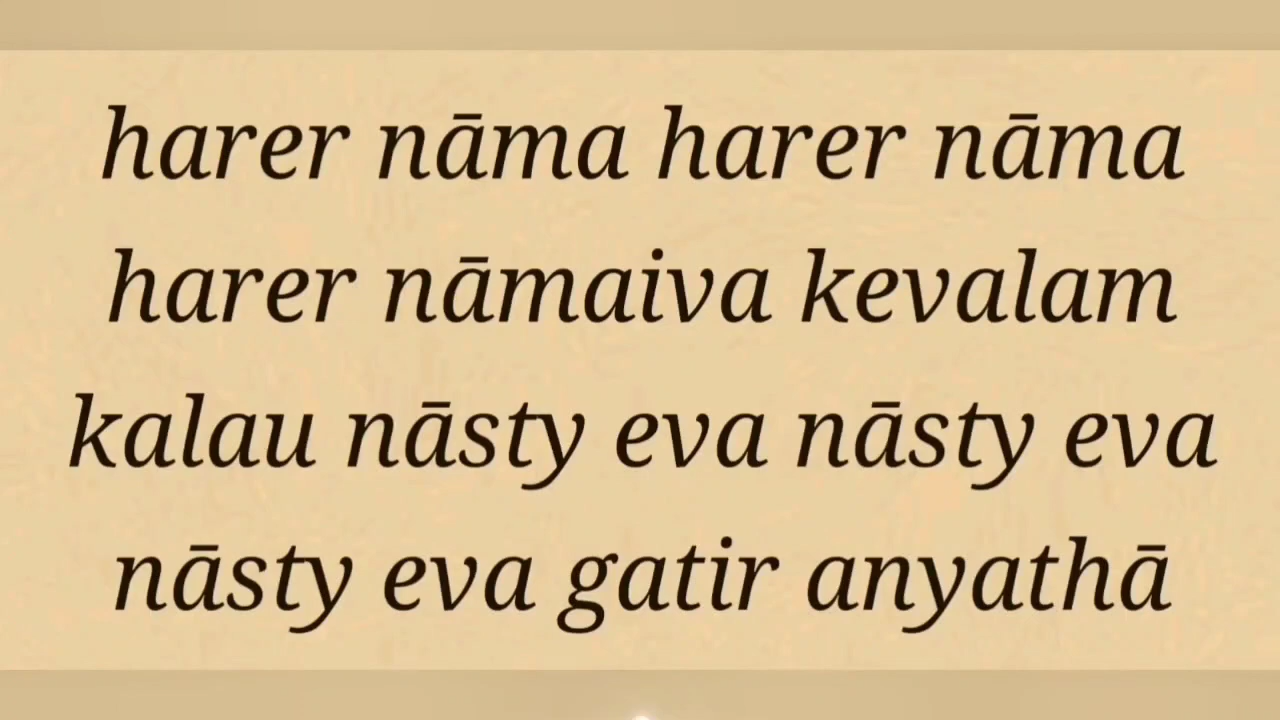 harer nāma harer nāma
harer nāmaiva kevalam
kalau nāsty eva nāsty eva
nāsty eva gatir anyathā